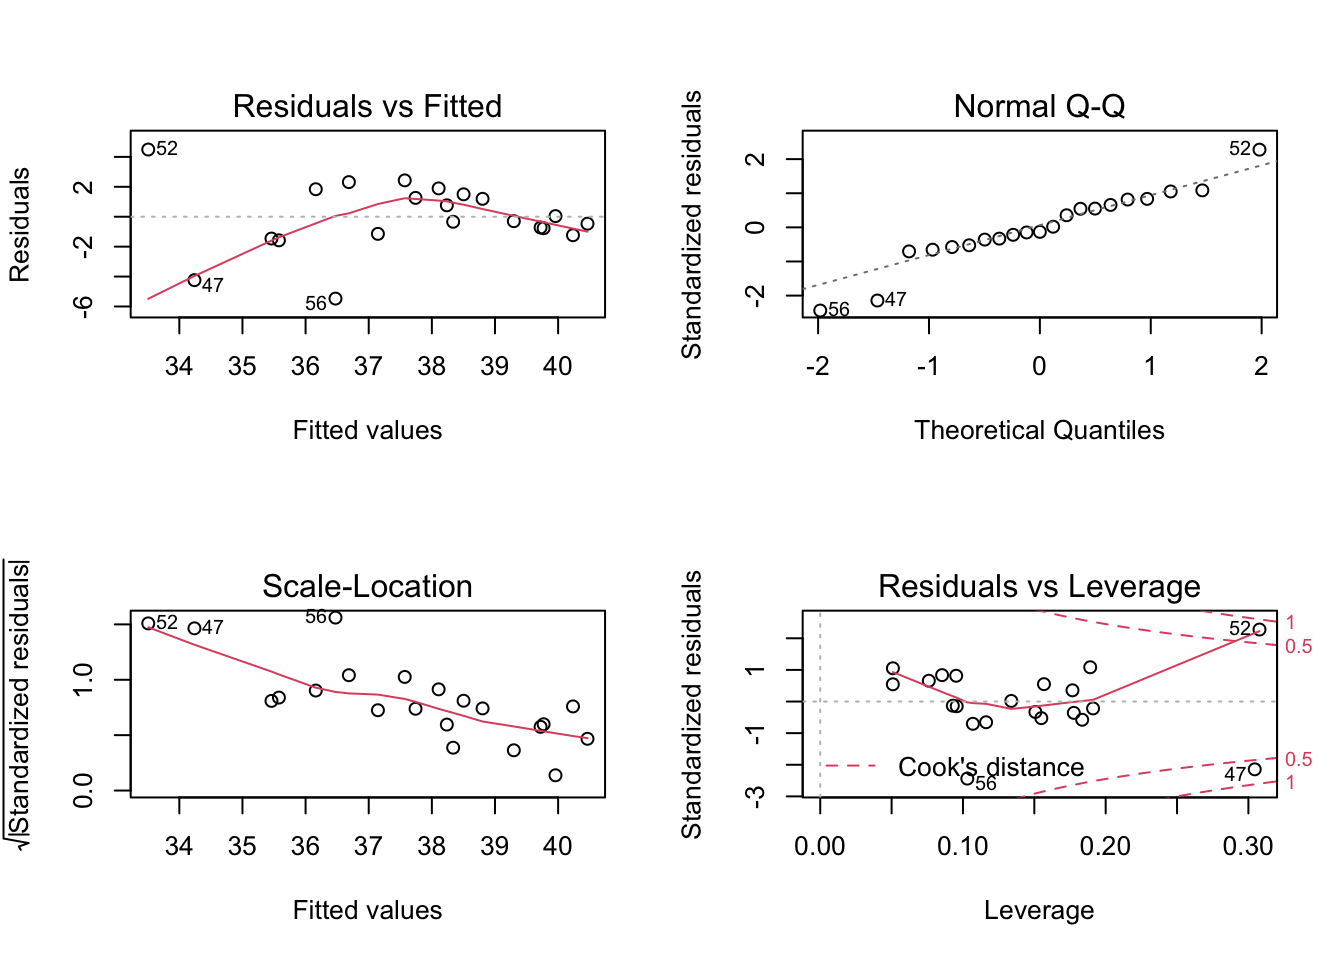 Residuals vs Fitted
Residuals
2
-2
-6
52
47
56
34 35 36 37 38 39 40
Fitted values
Normal Q-Q
Standardized residuals
2
0
-2
52
47
56
-2 -1 0 1 2
Theoretical Quantiles
Scale-Location
√|Standardized residuals|
1.0
0.0
52
47
56
34 35 36 37 38 39 40
Fitted values
Residuals vs Leverage
Standardized residuals
1
-1
-3
52
1
0.5
0.5
47
1
Cook's distance
56
0.00 0.10 0.20 0.30
Leverage